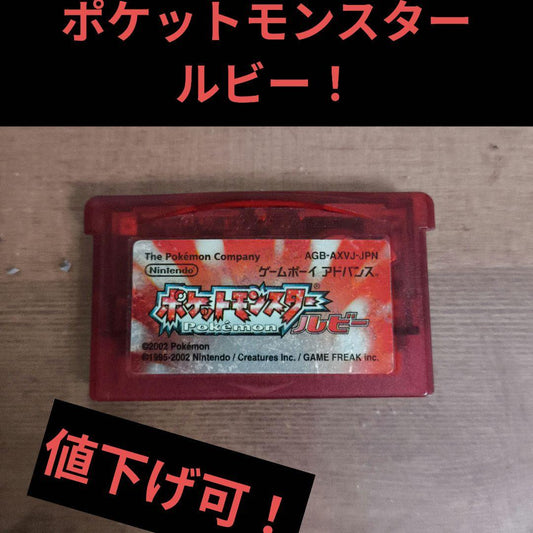 ポケットモンスター
ルビー！
The Pokémon Company
AGB-AXVJ-JPN
Nintendo
ゲームボーイ アドバンス™
ポケットモンスター
Pokémon
ルビー
©2002 Pokémon
©1995-2002 Nintendo / Creatures Inc. / GAME FREAK inc.
値下げ可！